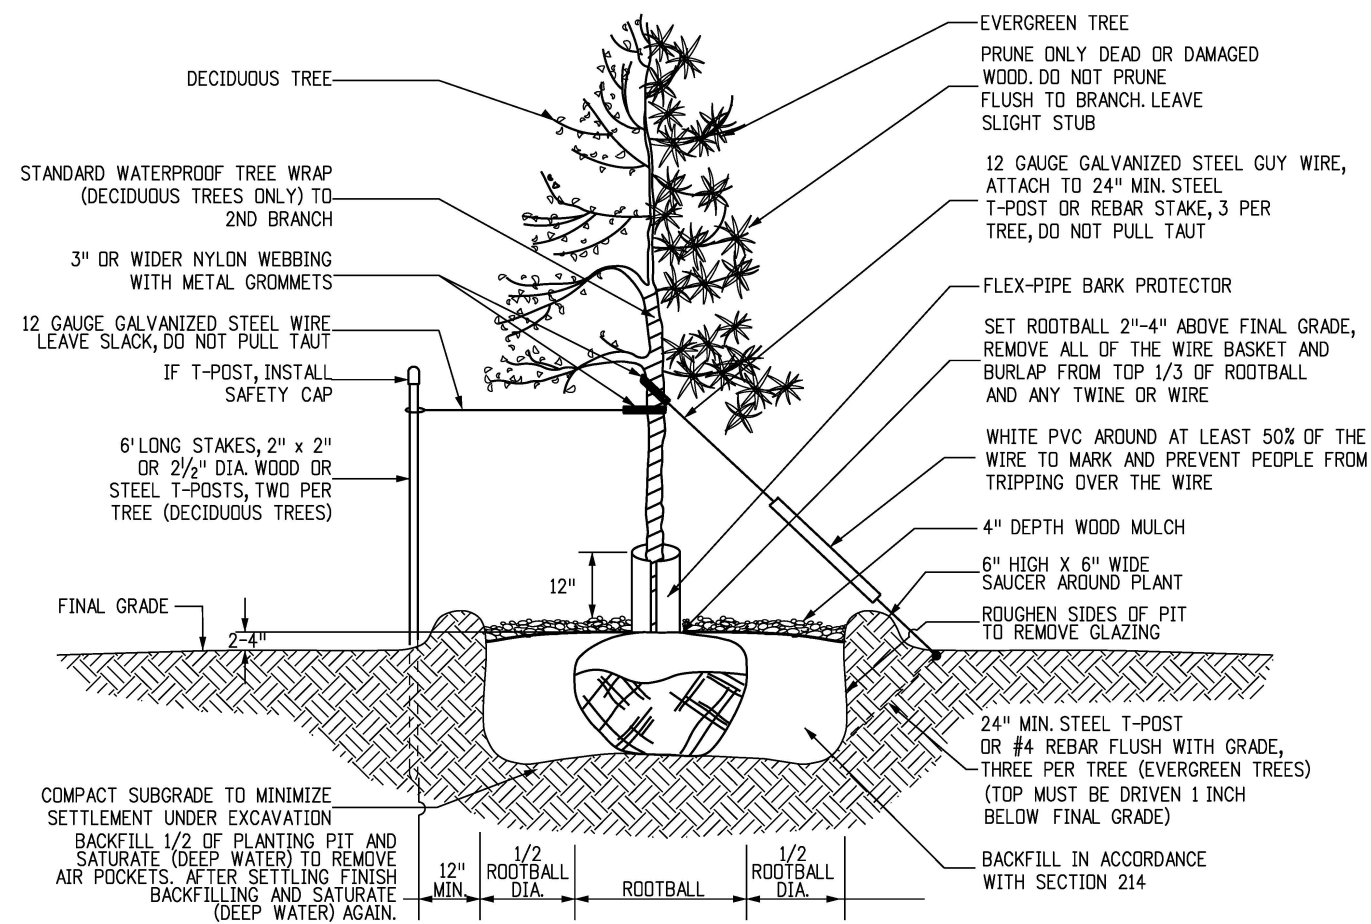 DECIDUOUS TREE
STANDARD WATERPROOF TREE WRAP
(DECIDUOUS TREES ONLY) TO
2ND BRANCH
3" OR WIDER NYLON WEBBING
WITH METAL GROMMETS
12 GAUGE GALVANIZED STEEL WIRE
LEAVE SLACK, DO NOT PULL TAUT
IF T-POST, INSTALL
SAFETY CAP
6' LONG STAKES, 2" x 2"
OR 2½" DIA. WOOD OR
STEEL T-POSTS, TWO PER
TREE (DECIDUOUS TREES)
FINAL GRADE
2-4"
12"
COMPACT SUBGRADE TO MINIMIZE
SETTLEMENT UNDER EXCAVATION
BACKFILL 1/2 OF PLANTING PIT AND
SATURATE (DEEP WATER) TO REMOVE
AIR POCKETS. AFTER SETTLING FINISH
BACKFILLING AND SATURATE
(DEEP WATER) AGAIN.
12"
MIN.
1/2
ROOTBALL
DIA.
ROOTBALL
1/2
ROOTBALL
DIA.
EVERGREEN TREE
PRUNE ONLY DEAD OR DAMAGED
WOOD. DO NOT PRUNE
FLUSH TO BRANCH. LEAVE
SLIGHT STUB
12 GAUGE GALVANIZED STEEL GUY WIRE,
ATTACH TO 24" MIN. STEEL
T-POST OR REBAR STAKE, 3 PER
TREE, DO NOT PULL TAUT
FLEX-PIPE BARK PROTECTOR
SET ROOTBALL 2"-4" ABOVE FINAL GRADE,
REMOVE ALL OF THE WIRE BASKET AND
BURLAP FROM TOP 1/3 OF ROOTBALL
AND ANY TWINE OR WIRE
WHITE PVC AROUND AT LEAST 50% OF THE
WIRE TO MARK AND PREVENT PEOPLE FROM
TRIPPING OVER THE WIRE
4" DEPTH WOOD MULCH
6" HIGH X 6" WIDE
SAUCER AROUND PLANT
ROUGHEN SIDES OF PIT
TO REMOVE GLAZING
24" MIN. STEEL T-POST
OR #4 REBAR FLUSH WITH GRADE,
THREE PER TREE (EVERGREEN TREES)
(TOP MUST BE DRIVEN 1 INCH
BELOW FINAL GRADE)
BACKFILL IN ACCORDANCE
WITH SECTION 214